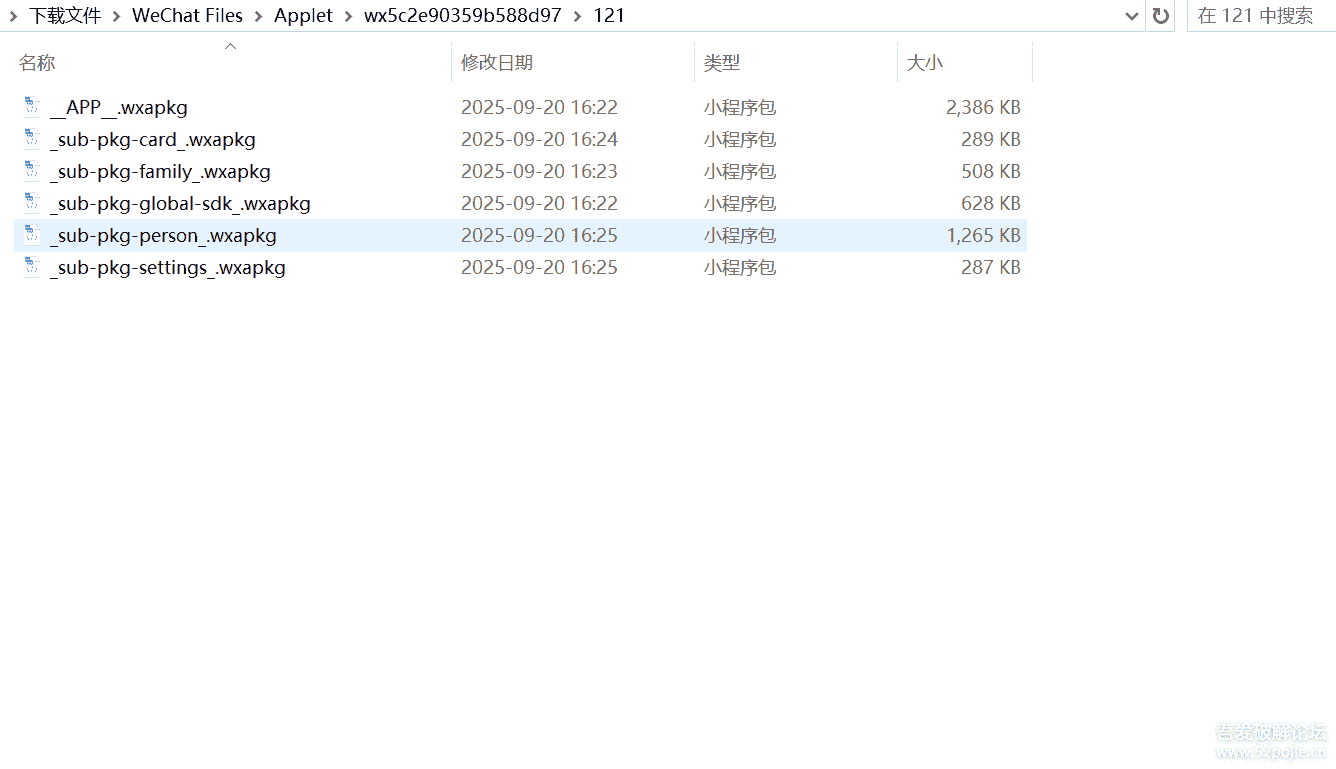 下载文件 WeChat Files Applet wx5c2e90359b588d97 121 在 121 中搜索
名称 修改日期 类型 大小
__APP__.wxapkg 2025-09-20 16:22 小程序包 2,386 KB
_sub-pkg-card_.wxapkg 2025-09-20 16:24 小程序包 289 KB
_sub-pkg-family_.wxapkg 2025-09-20 16:23 小程序包 508 KB
_sub-pkg-global-sdk_.wxapkg 2025-09-20 16:22 小程序包 628 KB
_sub-pkg-person_.wxapkg 2025-09-20 16:25 小程序包 1,265 KB
_sub-pkg-settings_.wxapkg 2025-09-20 16:25 小程序包 287 KB
吾爱破解论坛
www.52pojie.cn